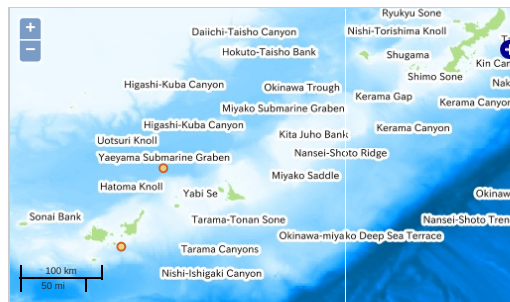 Ryukyu Sone
Daiichi-Taisho Canyon
Nishi-Torishima Knoll
Hokuto-Taisho Bank
Shugama
Kin Can
Shimo Sone
Higashi-Kuba Canyon
Okinawa Trough
Nak
Kerama Gap
Kerama Canyon
Miyako Submarine Graben
Higashi-Kuba Canyon
Kerama Canyon
Kita Juho Bank
Uotsuri Knoll
Yaeyama Submarine Graben
Nansei-Shoto Ridge
Miyako Saddle
Hatoma Knoll
Yabi Se
Okinaw
Sonai Bank
Tarama-Tonan Sone
Nansei-Shoto Tren
Okinawa-miyako Deep Sea Terrace
Tarama Canyons
Nishi-Ishigaki Canyon
100 km
50 mi